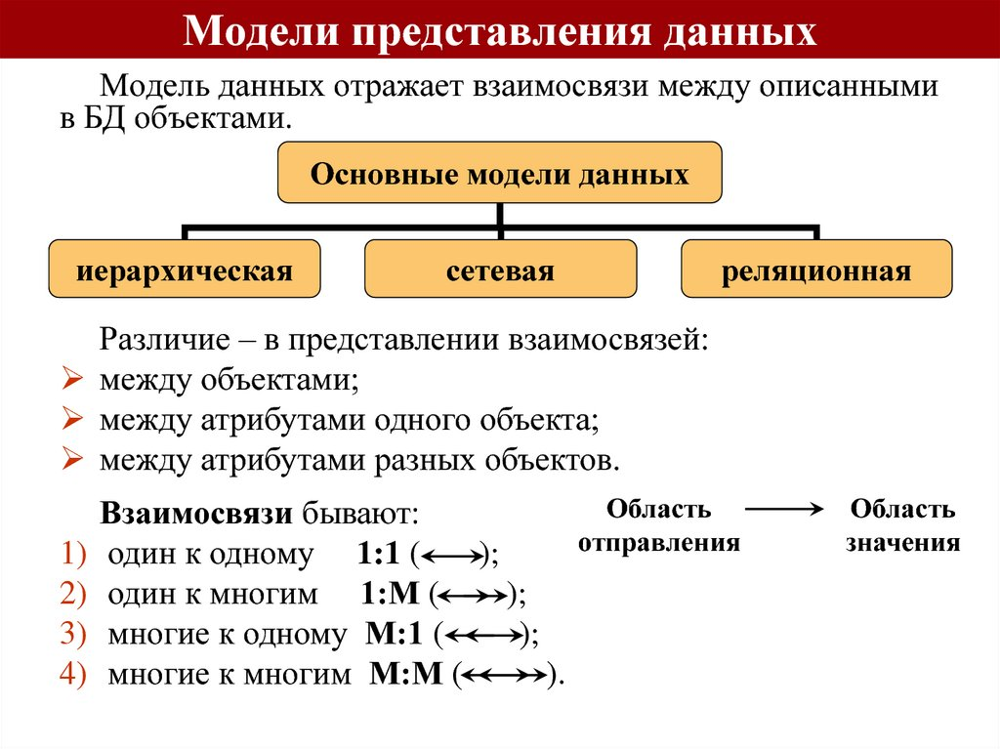 Модели представления данных
Модель данных отражает взаимосвязи между описанными
в БД объектами.
Основные модели данных
иерархическая
сетевая
реляционная
Различие – в представлении взаимосвязей:
между объектами;
между атрибутами одного объекта;
между атрибутами разных объектов.
Взаимосвязи бывают:
1) один к одному 1:1 ( );
2) один к многим 1:М ( );
3) многие к одному М:1 ( );
4) многие к многим М:М ( ).
Область
отправления
Область
значения